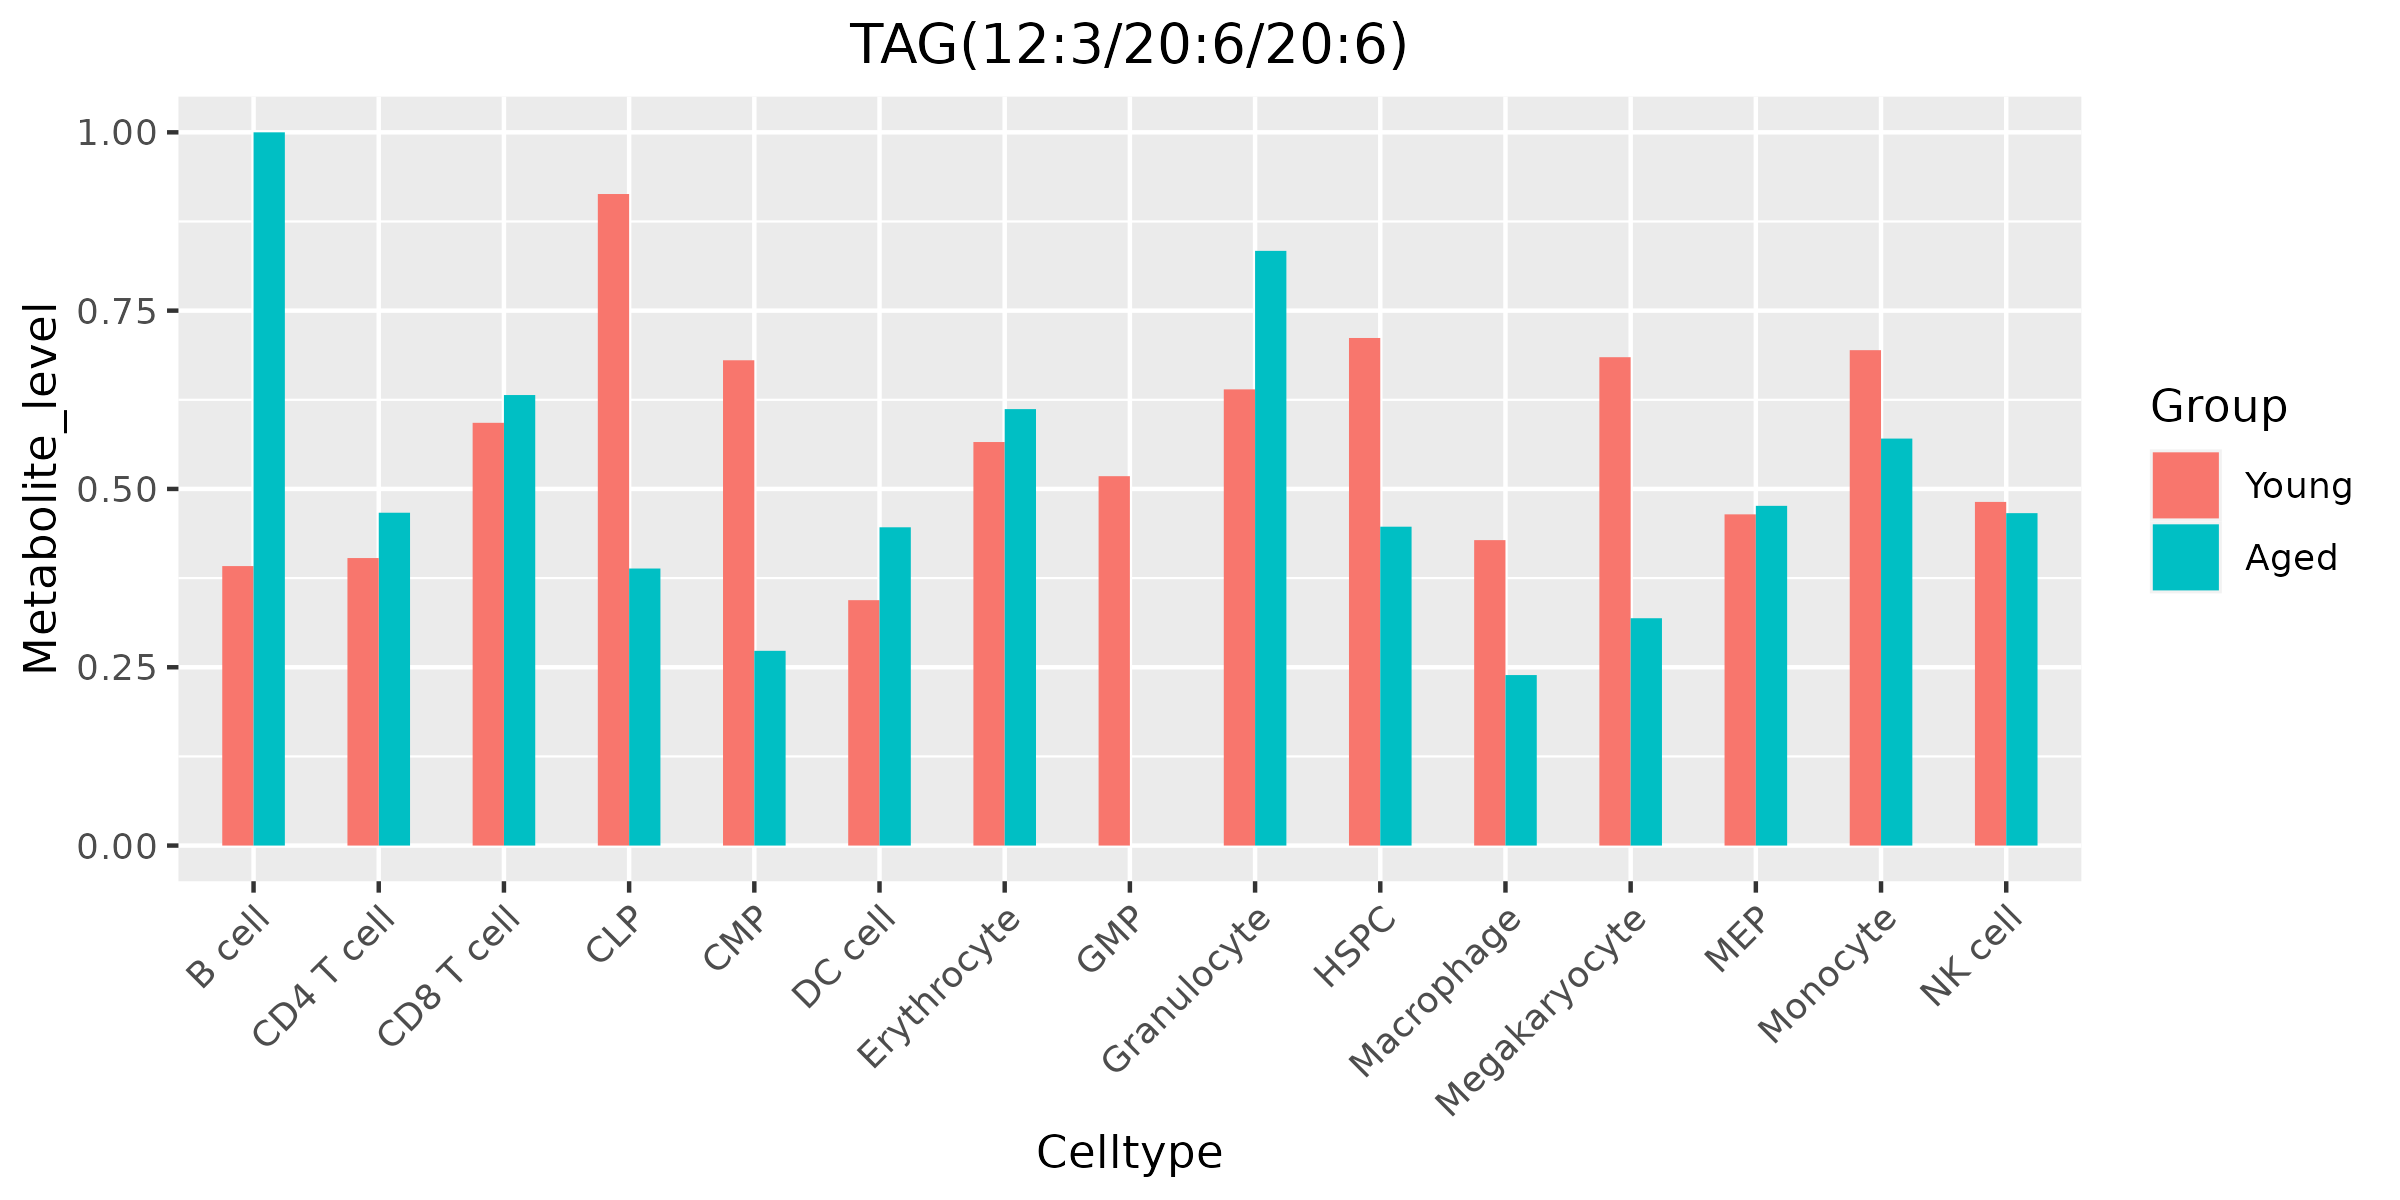 TAG(12:3/20:6/20:6)
Metabolite_level
1.00
0.75
0.50
0.25
0.00
B cell
CD4 T cell
CD8 T cell
CLP
CMP
DC cell
Erythrocyte
GMP
Granulocyte
HSPC
Macrophage
Megakaryocyte
MEP
Monocyte
NK cell
Celltype
Group
Young
Aged